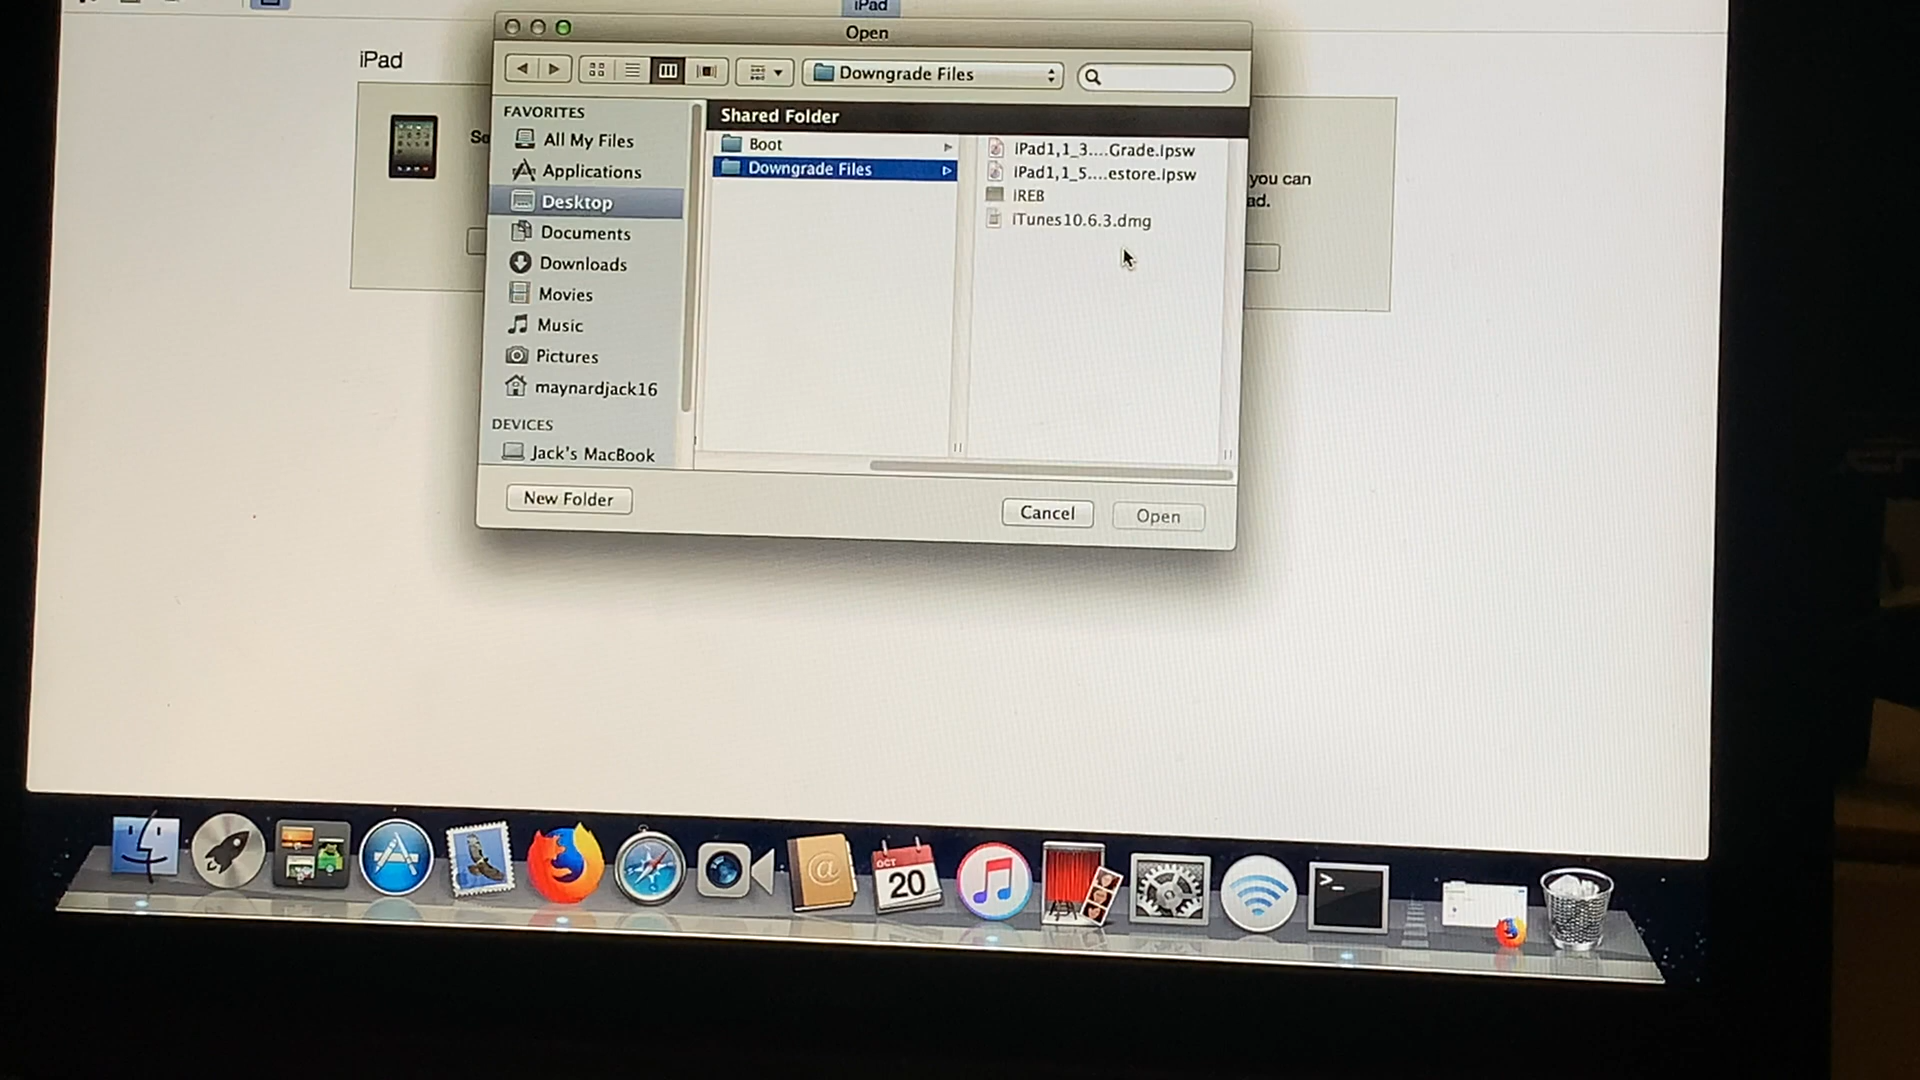 iPad
Open
iPad
Downgrade Files
FAVORITES
All My Files
Applications
Desktop
Documents
Downloads
Movies
Music
Pictures
maynardjack16
DEVICES
Jack's MacBook
Shared Folder
Boot
Downgrade Files
iPad1,1_3....Grade.ipsw
iPad1,1_5....estore.ipsw
iREB
iTunes10.6.3.dmg
you can
ad.
New Folder
Cancel
Open
OCT
20